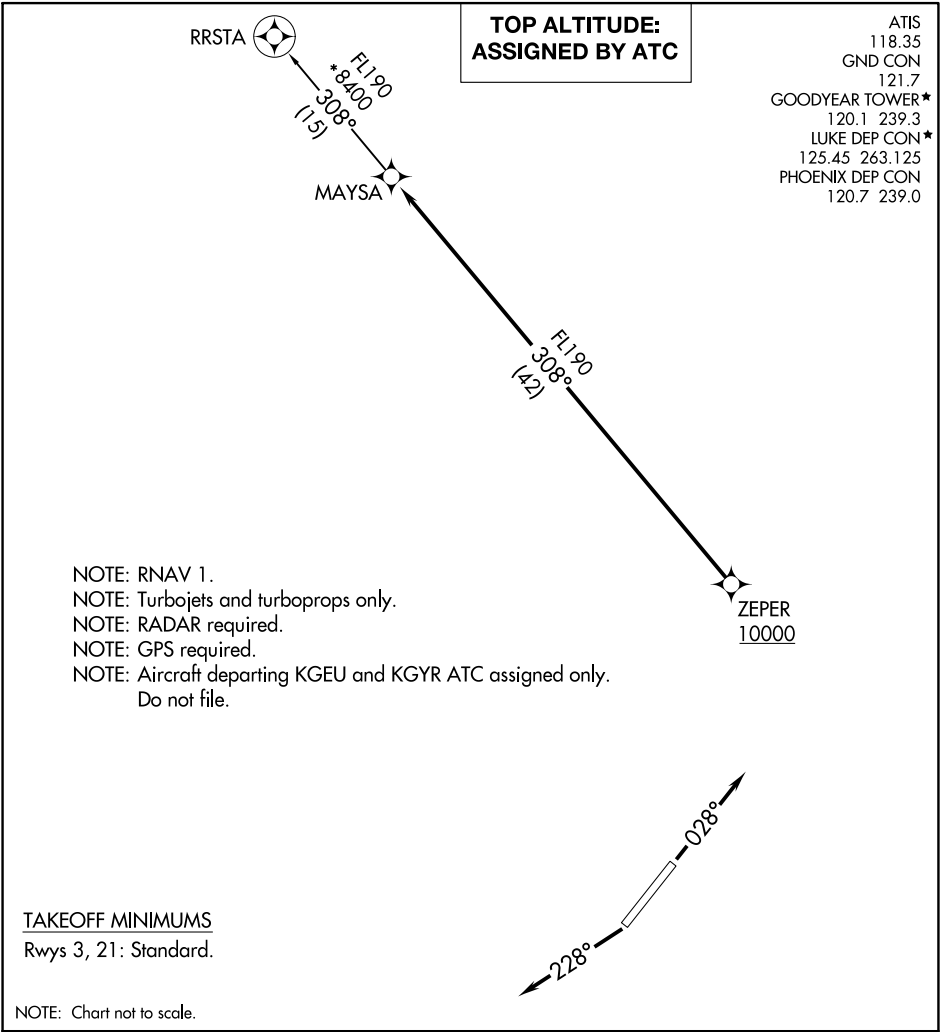 TOP ALTITUDE:
ASSIGNED BY ATC
ATIS
118.35
GND CON
121.7
GOODYEAR TOWER★
120.1 239.3
LUKE DEP CON★
125.45 263.125
PHOENIX DEP CON
120.7 239.0
RRSTA
FL190
*8400
308°
(15)
MAYSA
FL190
308°
(42)
ZEPER
10000
NOTE: RNAV 1.
NOTE: Turbojets and turboprops only.
NOTE: RADAR required.
NOTE: GPS required.
NOTE: Aircraft departing KGEU and KGYR ATC assigned only.
Do not file.
028°
228°
TAKEOFF MINIMUMS
Rwys 3, 21: Standard.
NOTE: Chart not to scale.